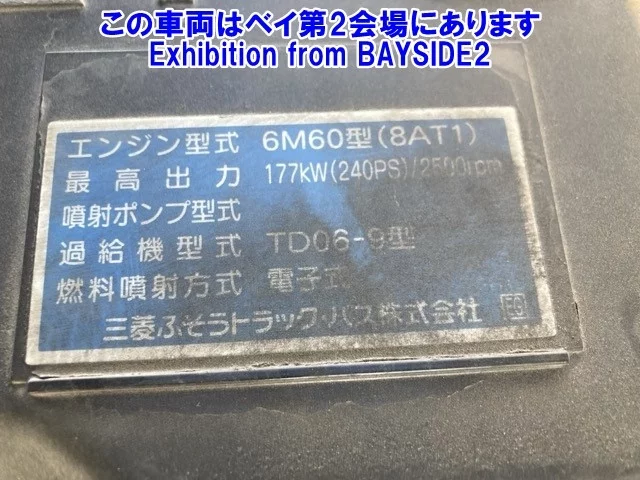 この車両はベイ第2会場にあります
Exhibition from BAYSIDE2
エンジン型式 6M60型(8AT1)
最高出力 177kW(240PS)/2500rpm
噴射ポンプ型式
過給機型式 TD06-9型
燃料噴射方式 電子式
三菱ふそうトラック・バス株式会社